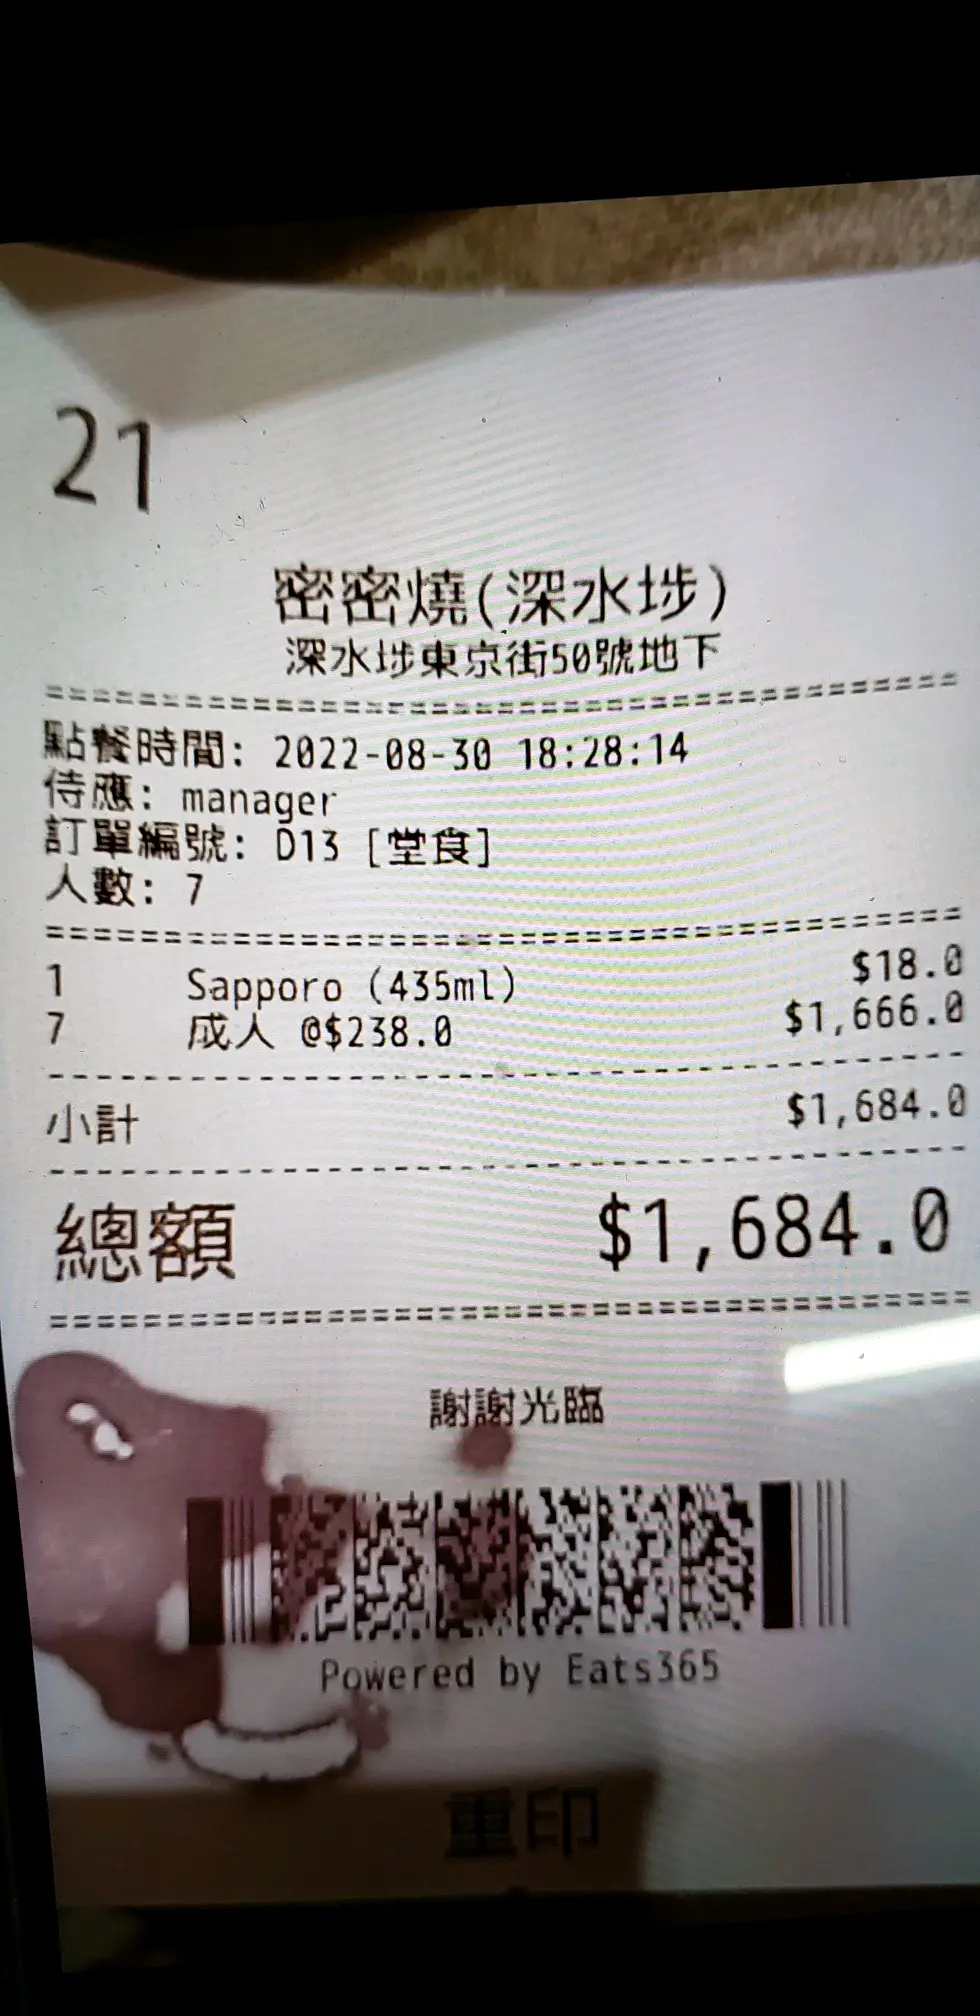 21
密密燒(深水埗)
深水埗東京街50號地下
點餐時間: 2022-08-30 18:28:14
侍應: manager
訂單編號: D13 [堂食]
人數: 7
1 Sapporo (435ml) $18.0
7 成人 @$238.0 $1,666.0
小計 $1,684.0
總額 $1,684.0
謝謝光臨
Powered by Eats365
重印